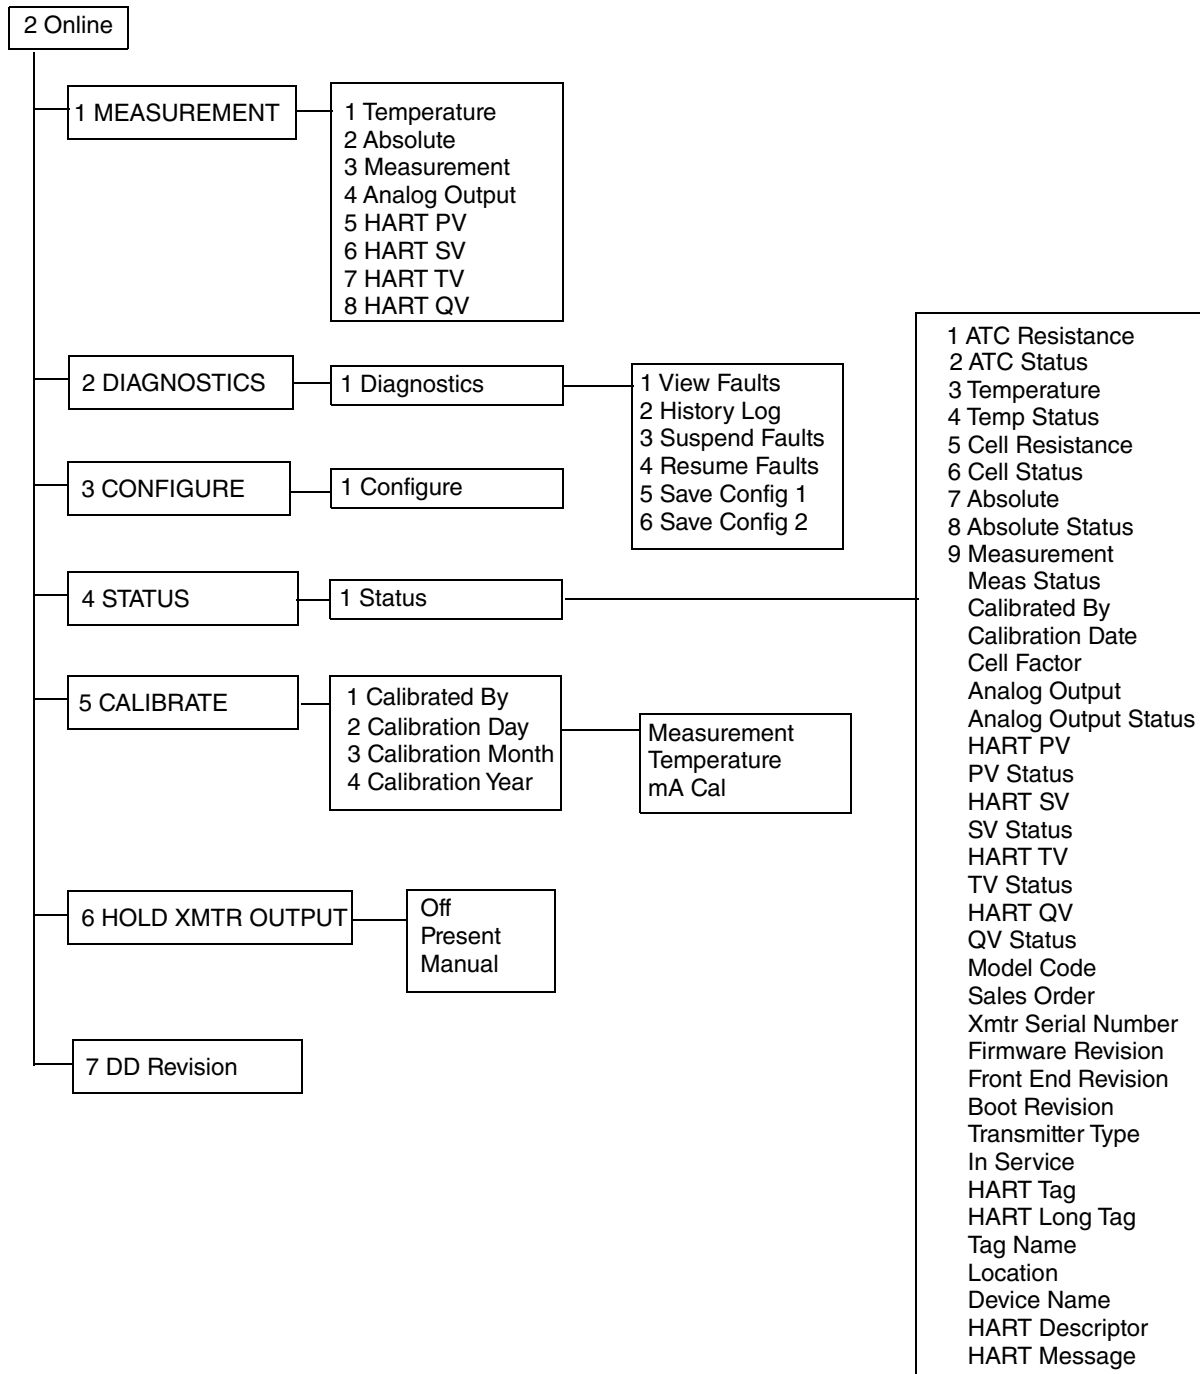 2 Online
1 MEASUREMENT
1 Temperature
2 Absolute
3 Measurement
4 Analog Output
5 HART PV
6 HART SV
7 HART TV
8 HART QV
2 DIAGNOSTICS
1 Diagnostics
1 View Faults
2 History Log
3 Suspend Faults
4 Resume Faults
5 Save Config 1
6 Save Config 2
3 CONFIGURE
1 Configure
4 STATUS
1 Status
1 ATC Resistance
2 ATC Status
3 Temperature
4 Temp Status
5 Cell Resistance
6 Cell Status
7 Absolute
8 Absolute Status
9 Measurement
Meas Status
Calibrated By
Calibration Date
Cell Factor
Analog Output
Analog Output Status
HART PV
PV Status
HART SV
SV Status
HART TV
TV Status
HART QV
QV Status
Model Code
Sales Order
Xmtr Serial Number
Firmware Revision
Front End Revision
Boot Revision
Transmitter Type
In Service
HART Tag
HART Long Tag
Tag Name
Location
Device Name
HART Descriptor
HART Message
5 CALIBRATE
1 Calibrated By
2 Calibration Day
3 Calibration Month
4 Calibration Year
Measurement
Temperature
mA Cal
6 HOLD XMTR OUTPUT
Off
Present
Manual
7 DD Revision